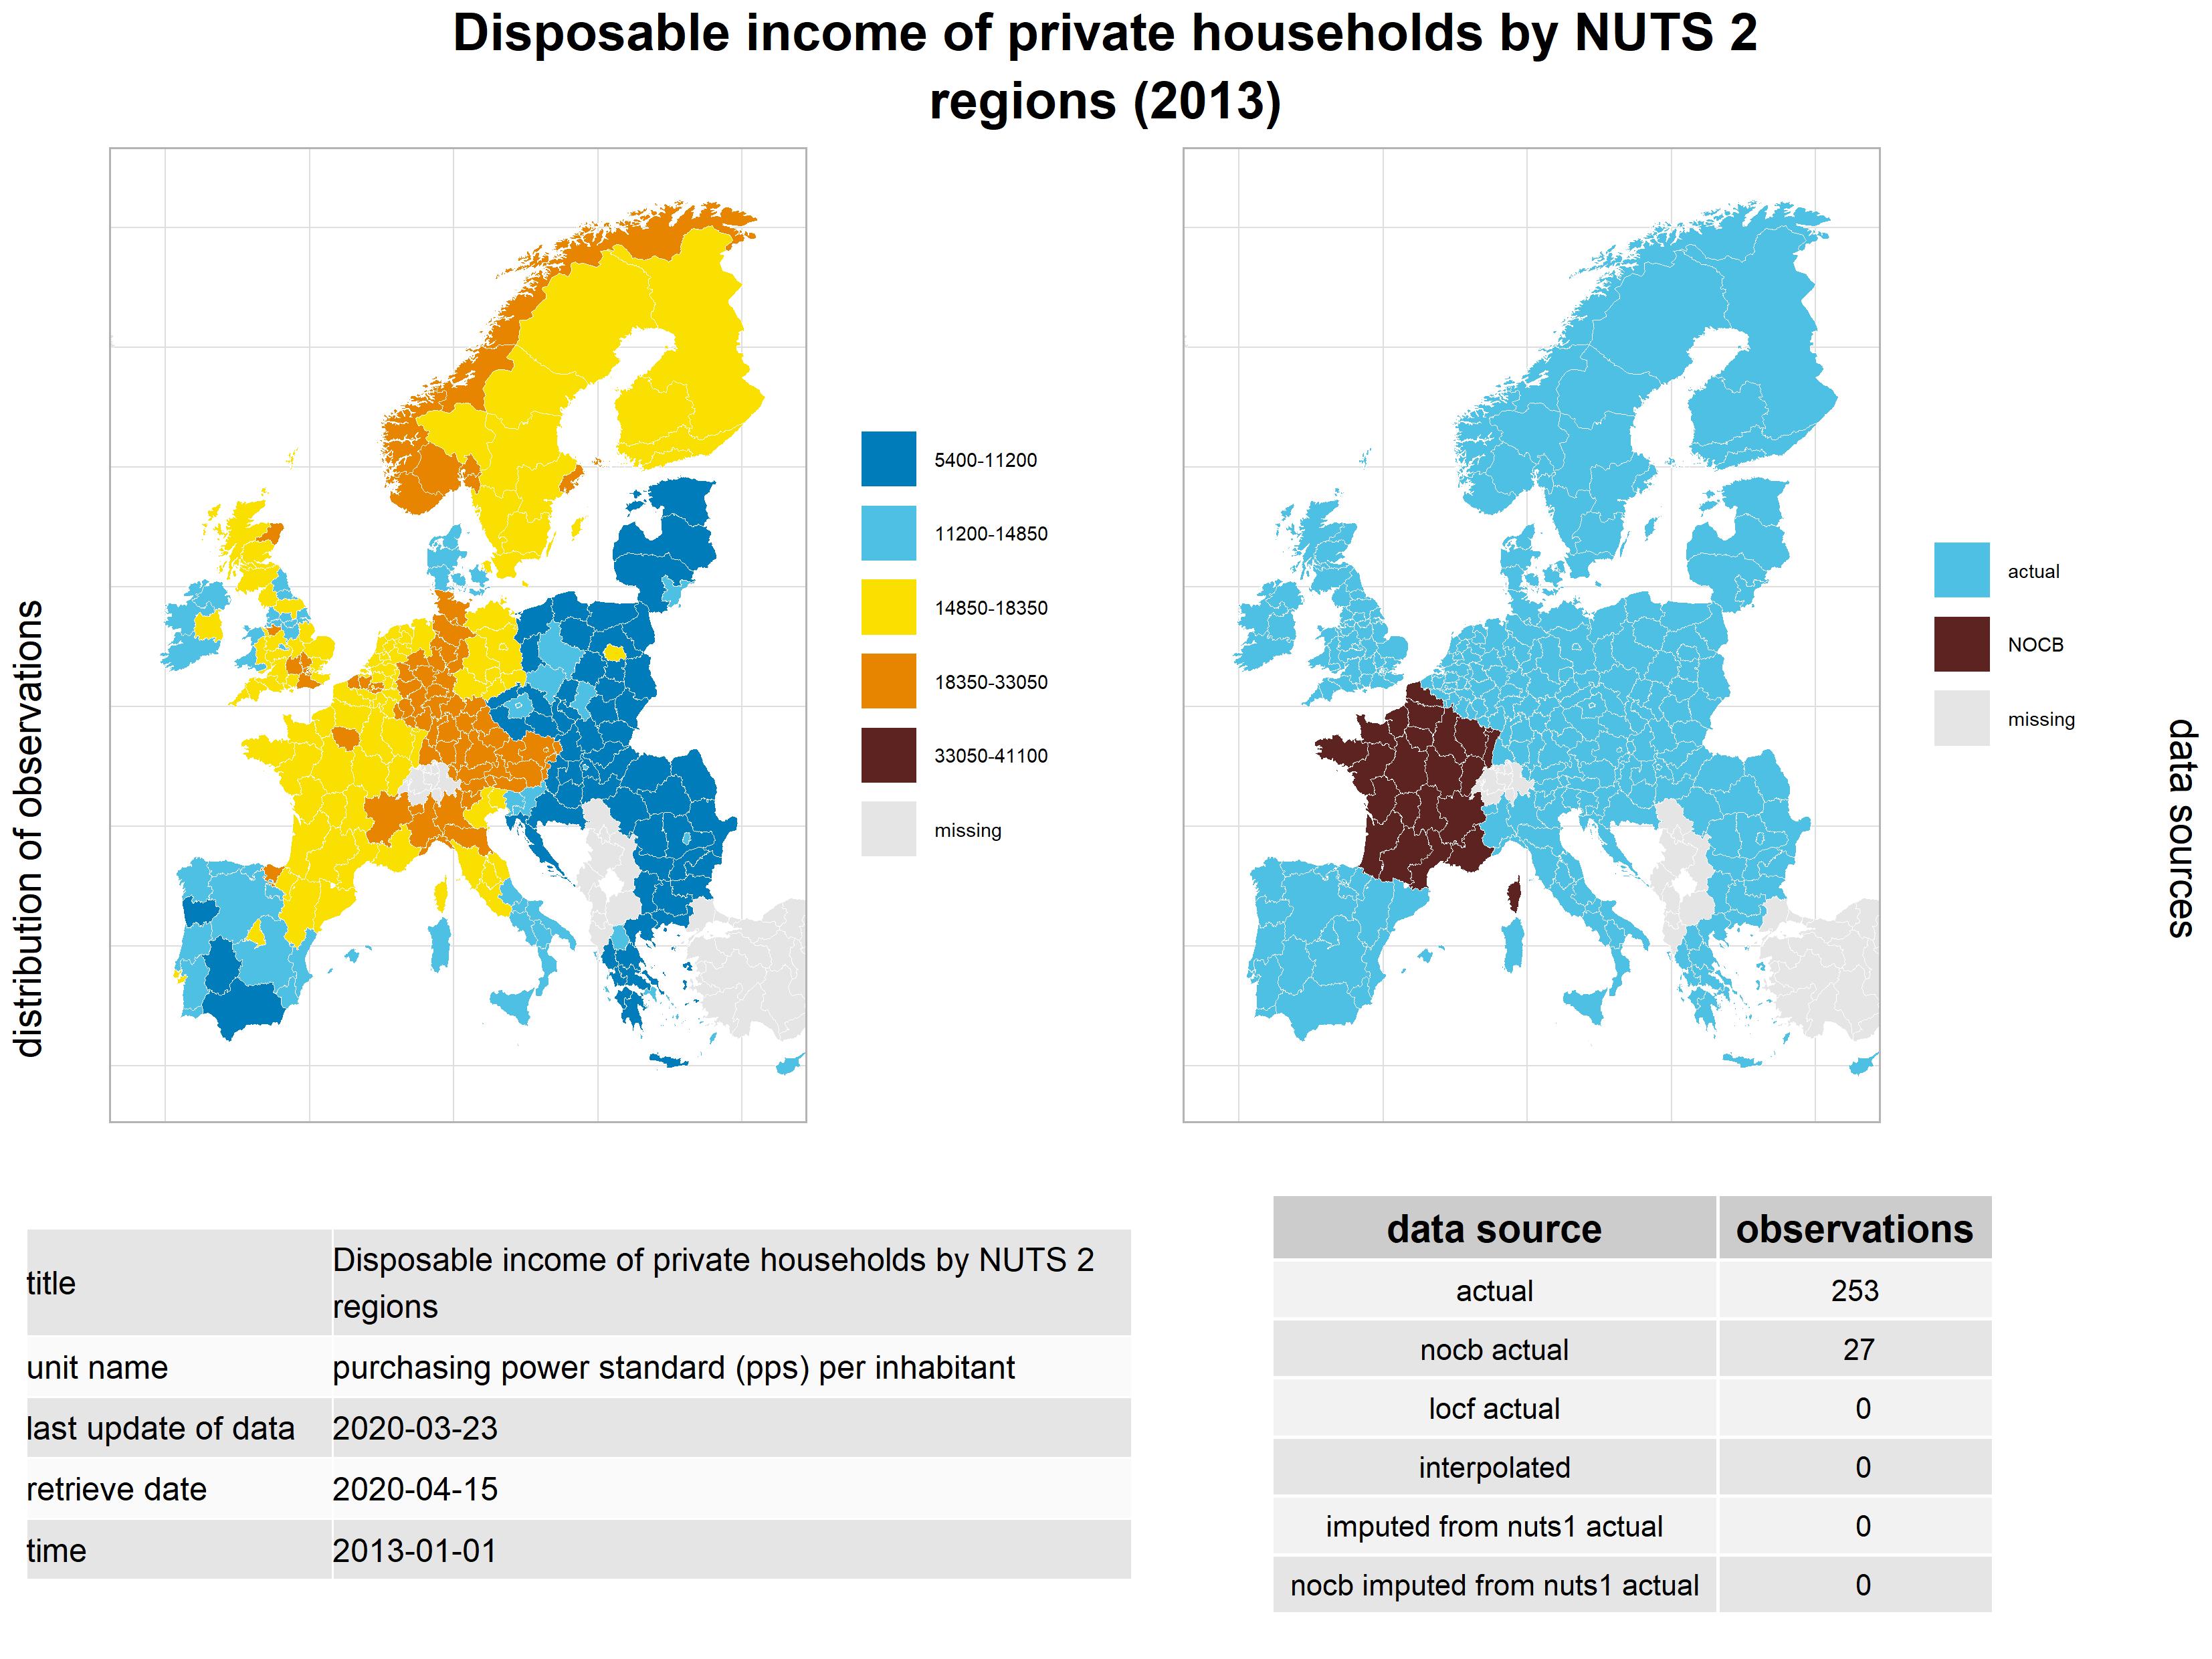 Disposable income of private households by NUTS 2
regions (2013)
distribution of observations
5400-11200
11200-14850
14850-18350
18350-33050
33050-41100
missing
actual
NOCB
missing
data sources
title
Disposable income of private households by NUTS 2
regions
unit name
purchasing power standard (pps) per inhabitant
last update of data
2020-03-23
retrieve date
2020-04-15
time
2013-01-01
data source observations
actual 253
nocb actual 27
locf actual 0
interpolated 0
imputed from nuts1 actual 0
nocb imputed from nuts1 actual 0